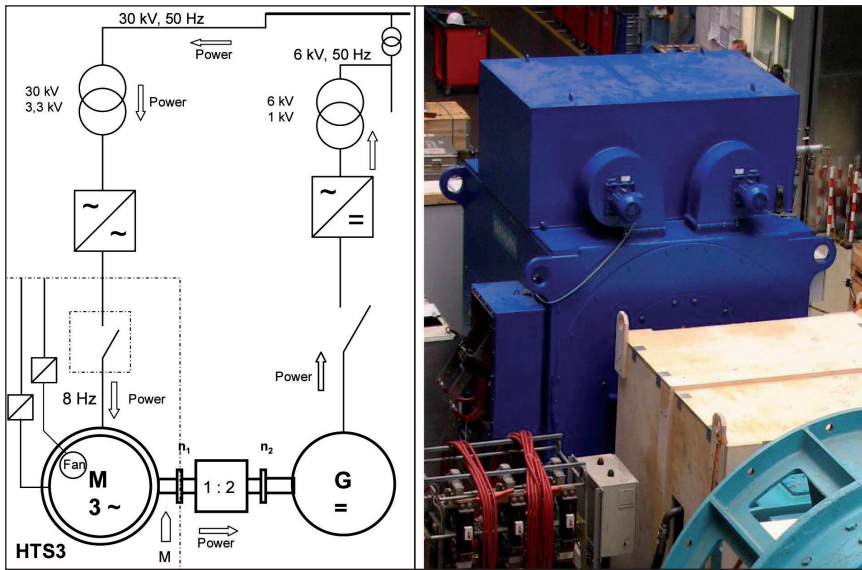 30 kV, 50 Hz
Power
6 kV, 50 Hz
30 kV
3,3 kV
Power
6 kV
1 kV
~
~
~
=
Power
8 Hz
Power
n1
n2
Fan
M
3 ~
1 : 2
G
=
HTS3
M
Power